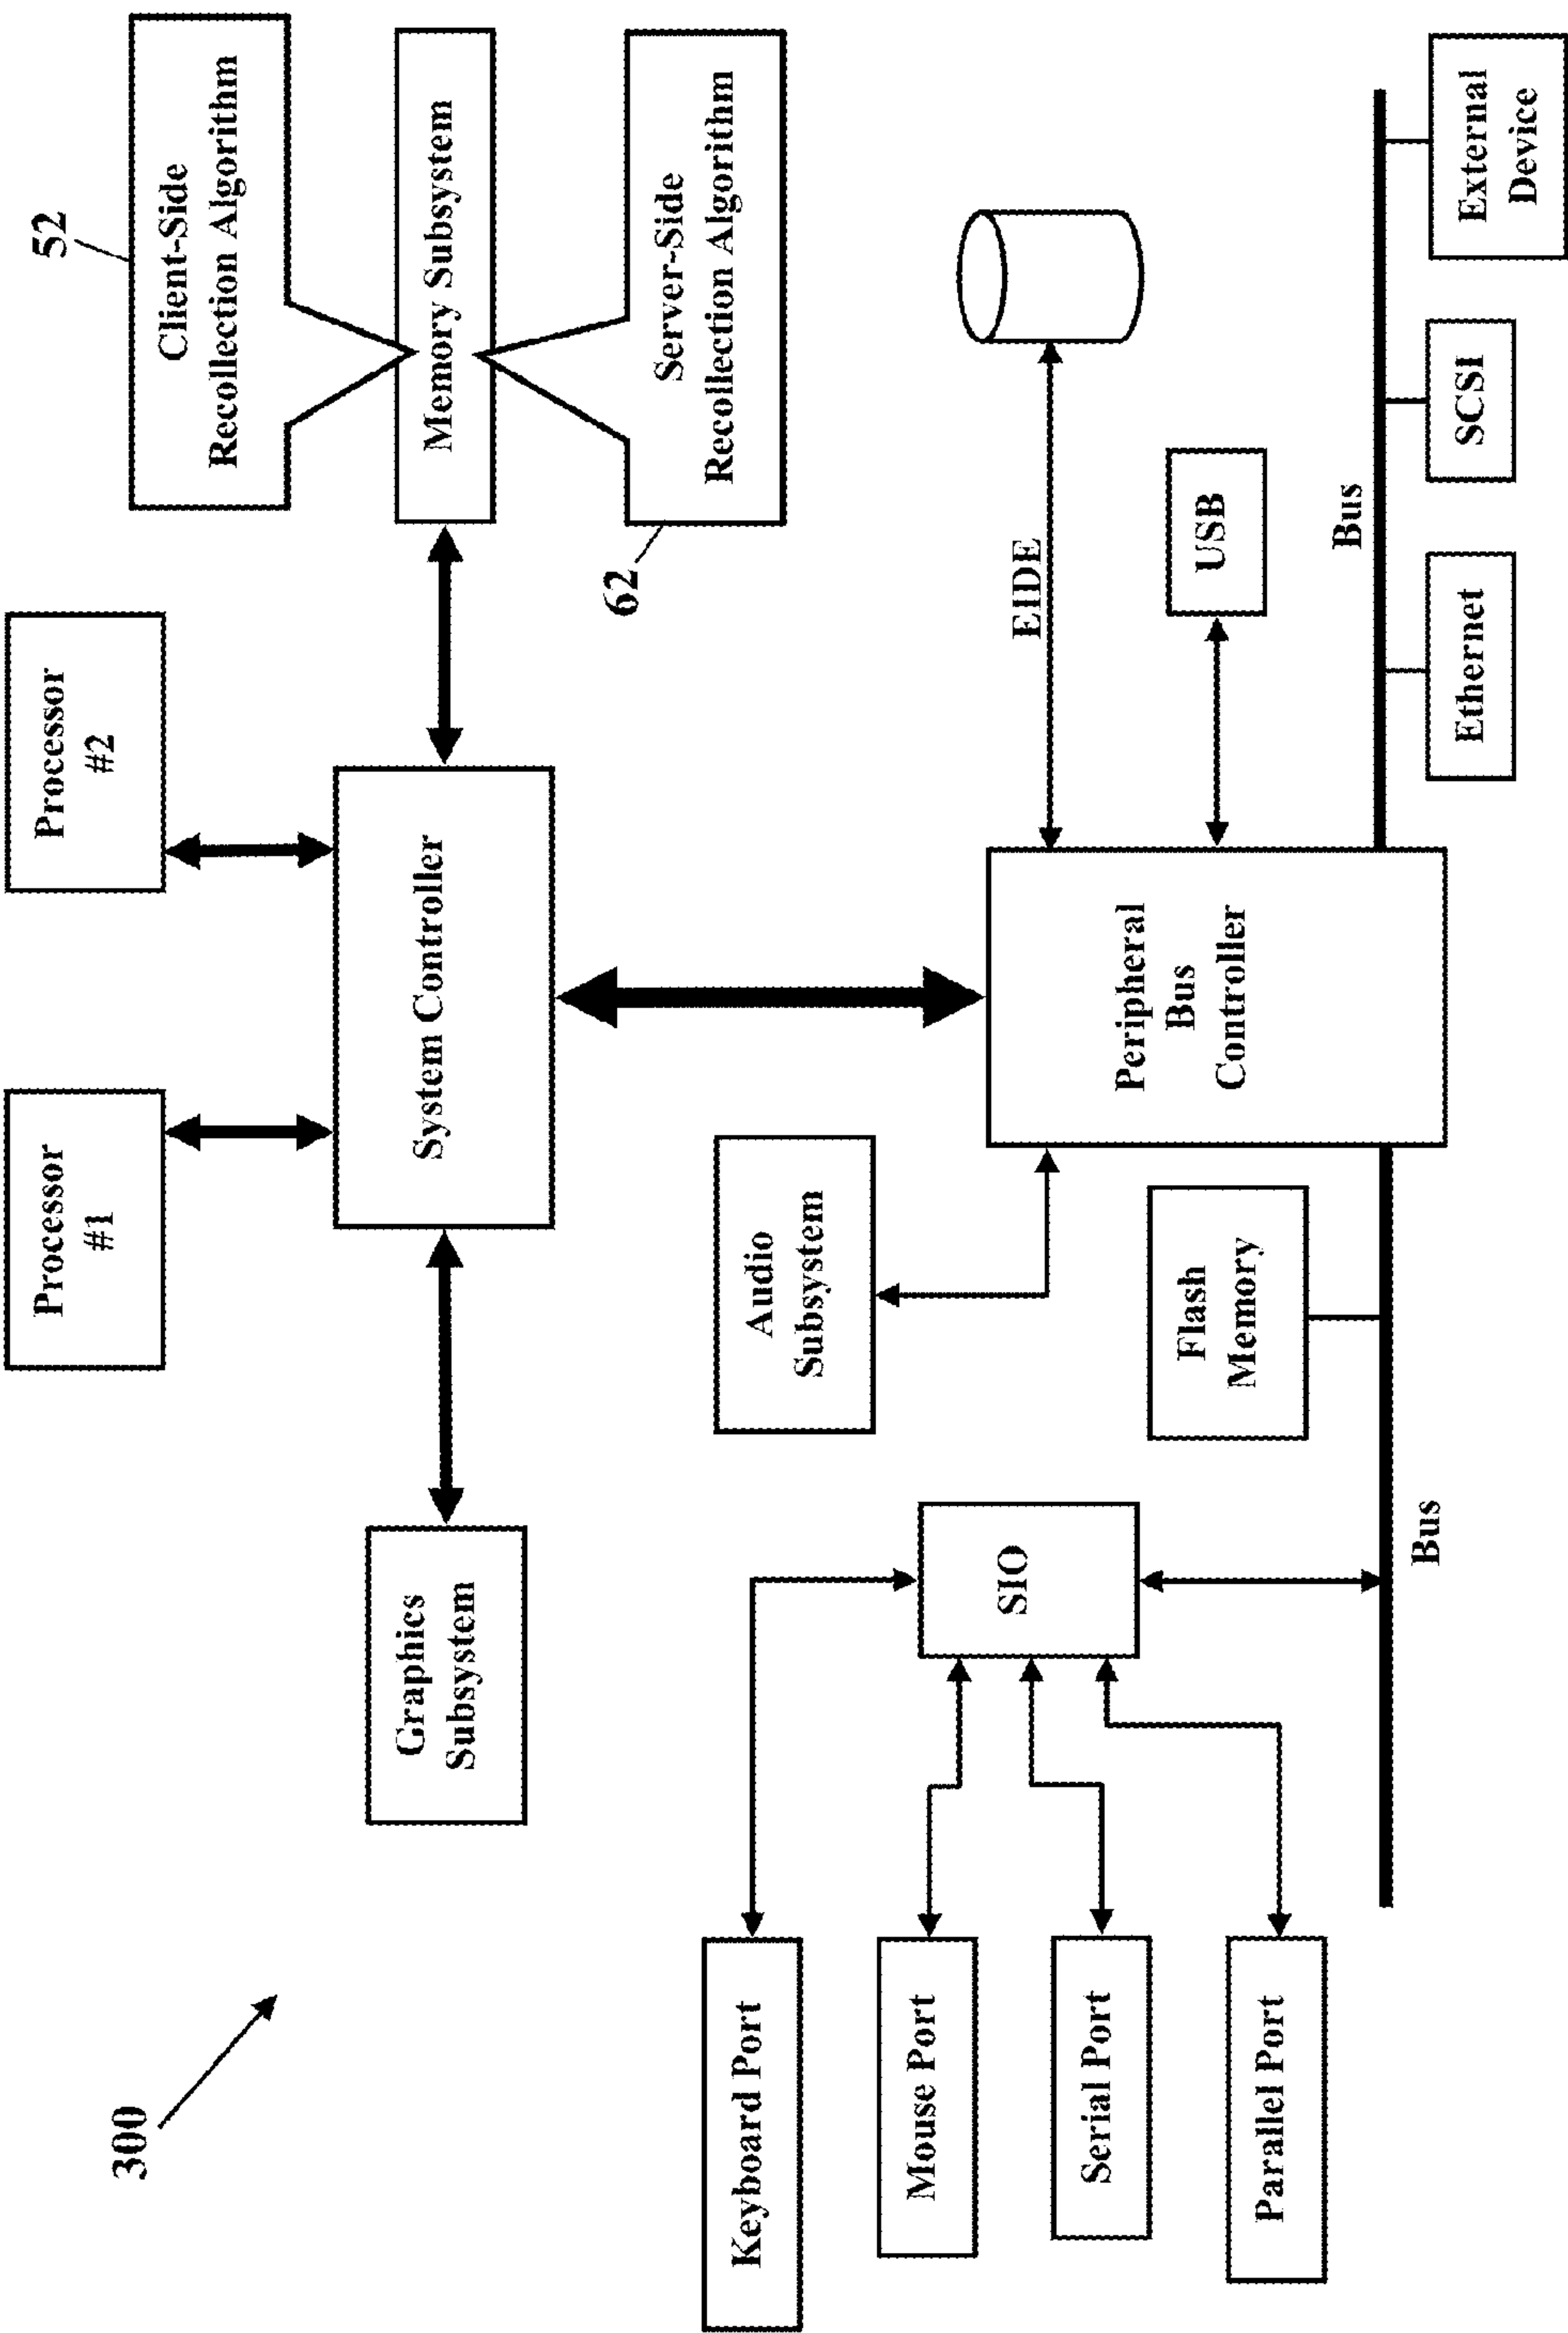 300
Processor
#1
Processor
#2
52
Client-Side
Recollection Algorithm
Graphics
Subsystem
System Controller
Memory Subsystem
62
Server-Side
Recollection Algorithm
Keyboard Port
Mouse Port
Serial Port
Parallel Port
SIO
Audio
Subsystem
Flash
Memory
Bus
Peripheral
Bus
Controller
EIDE
USB
Bus
Ethernet
SCSI
External
Device